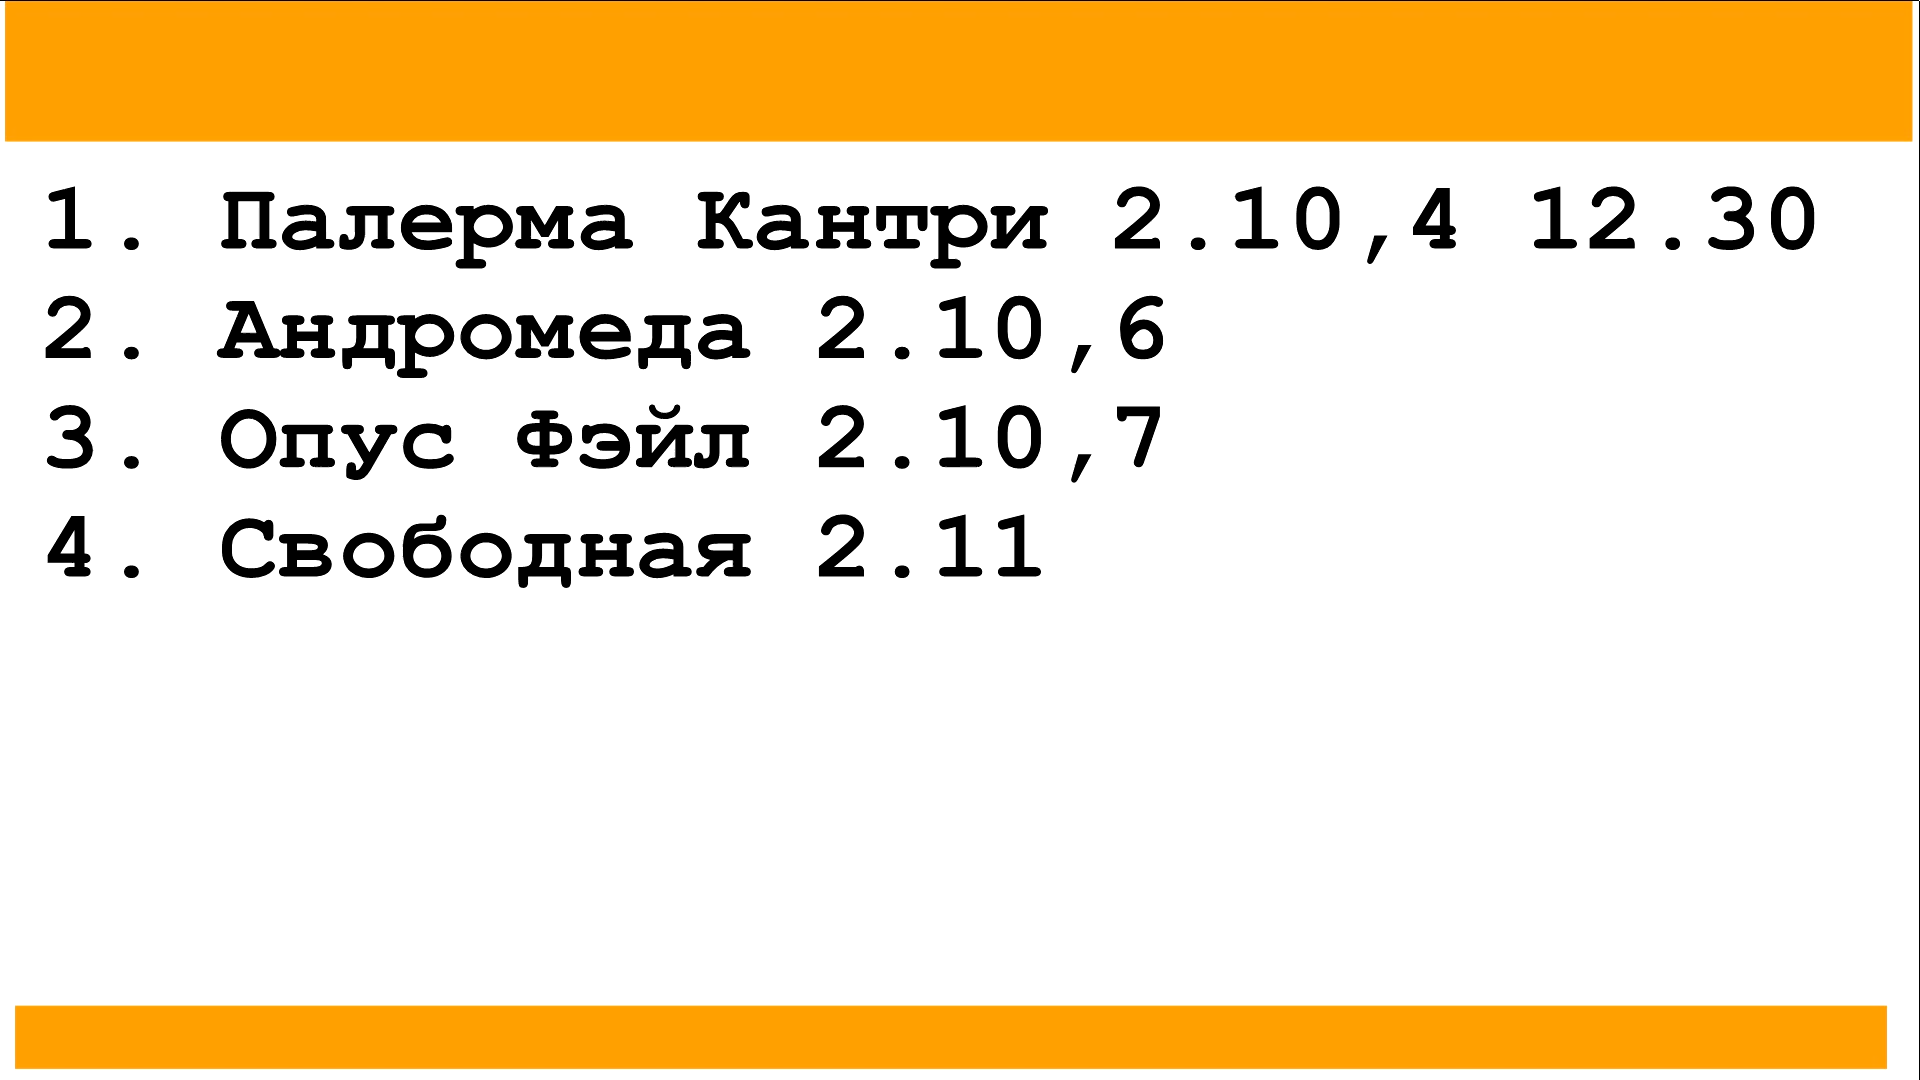 1. Палерма Кантри 2.10,4 12.30
2. Андромеда 2.10,6
3. Опус Фэйл 2.10,7
4. Свободная 2.11